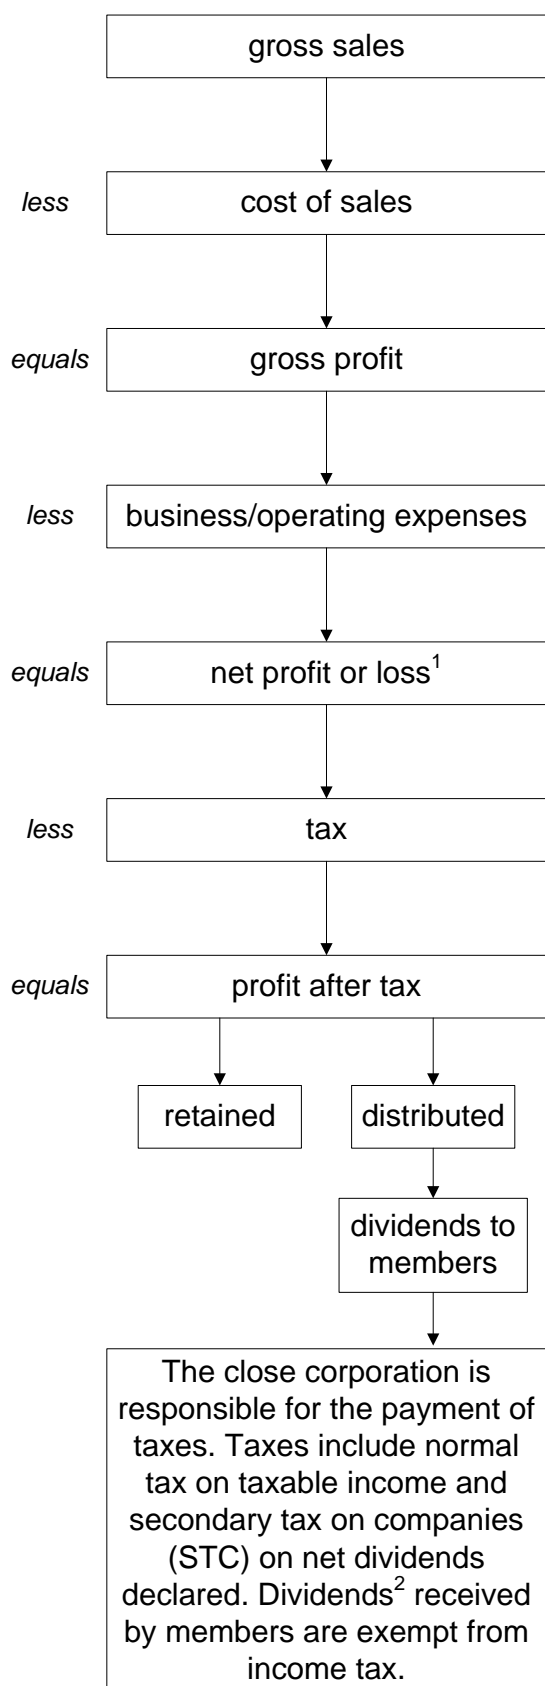 gross sales
less
cost of sales
equals
gross profit
less
business/operating expenses
equals
net profit or loss¹
less
tax
equals
profit after tax
retained
distributed
dividends to
members
The close corporation is
responsible for the payment of
taxes. Taxes include normal
tax on taxable income and
secondary tax on companies
(STC) on net dividends
declared. Dividends² received
by members are exempt from
income tax.